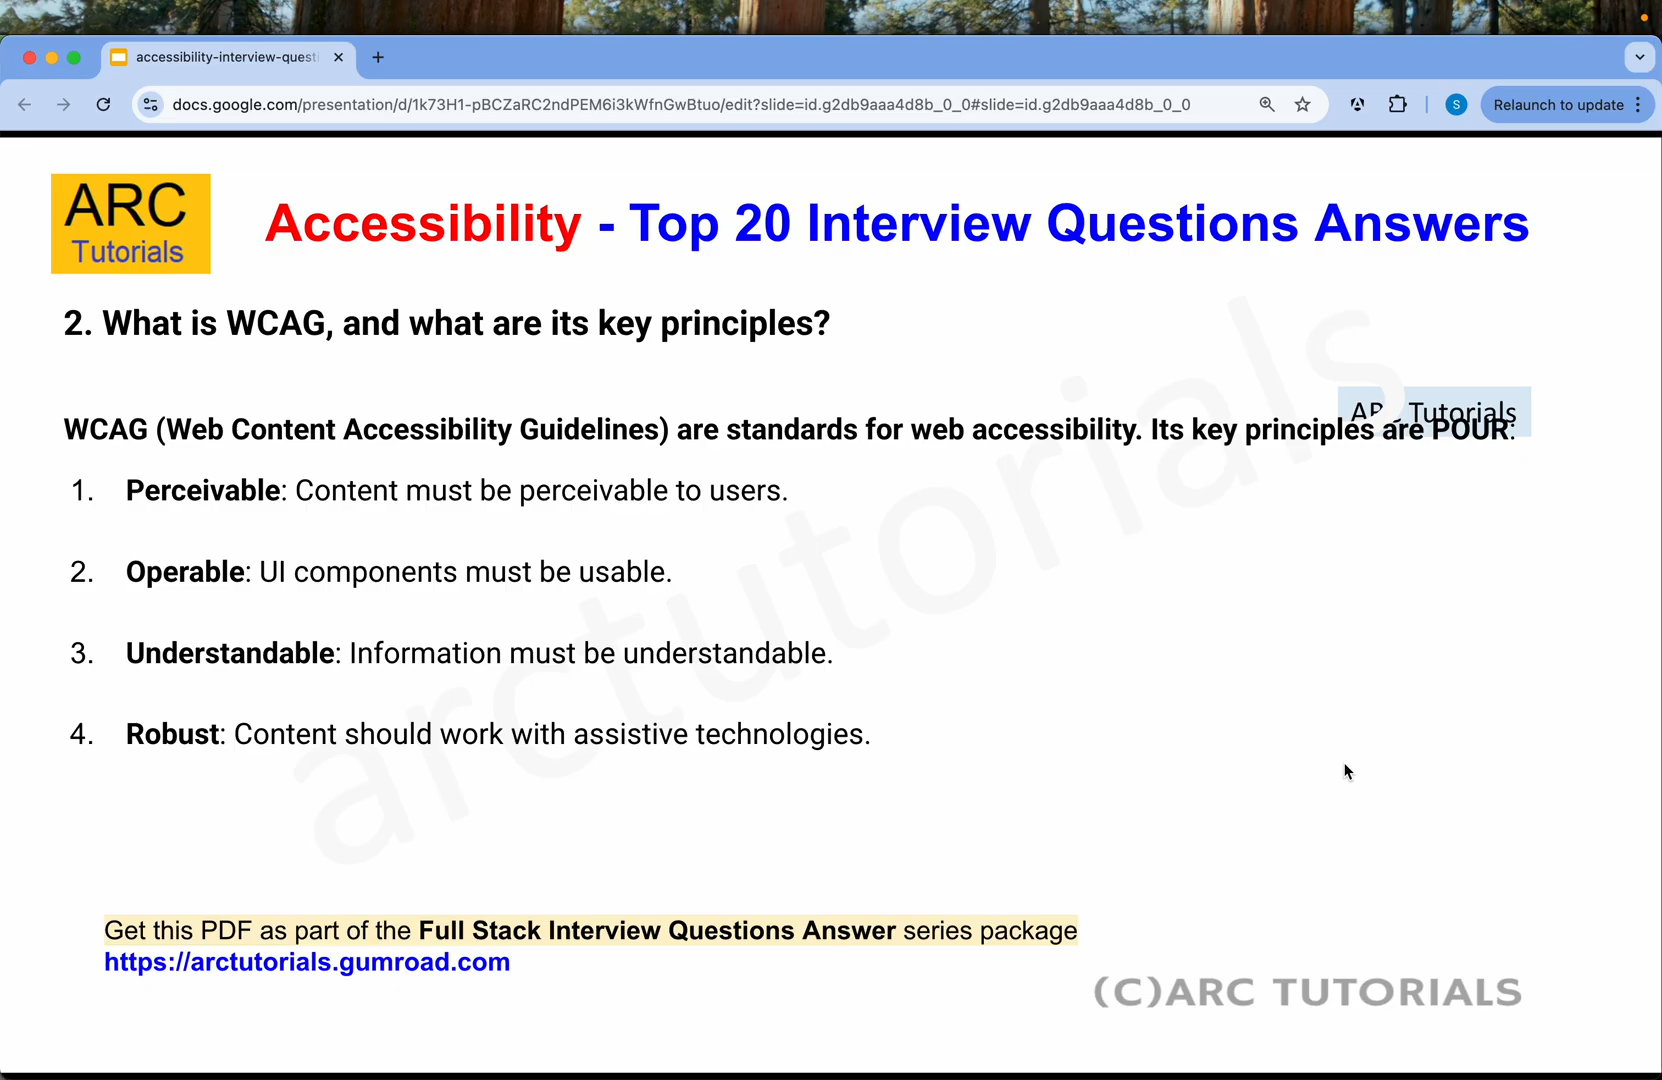 accessibility-interview-questi
docs.google.com/presentation/d/1k73H1-pBCZaRC2ndPEM6i3kWfnGwBtuo/edit?slide=id.g2db9aaa4d8b_0_0#slide=id.g2db9aaa4d8b_0_0
S
Relaunch to update
ARC
Tutorials
Accessibility - Top 20 Interview Questions Answers
2. What is WCAG, and what are its key principles?
ARC Tutorials
WCAG (Web Content Accessibility Guidelines) are standards for web accessibility. Its key principles are POUR:
1. Perceivable: Content must be perceivable to users.
2. Operable: UI components must be usable.
3. Understandable: Information must be understandable.
4. Robust: Content should work with assistive technologies.
arctutorials
Get this PDF as part of the Full Stack Interview Questions Answer series package
https://arctutorials.gumroad.com
(C)ARC TUTORIALS